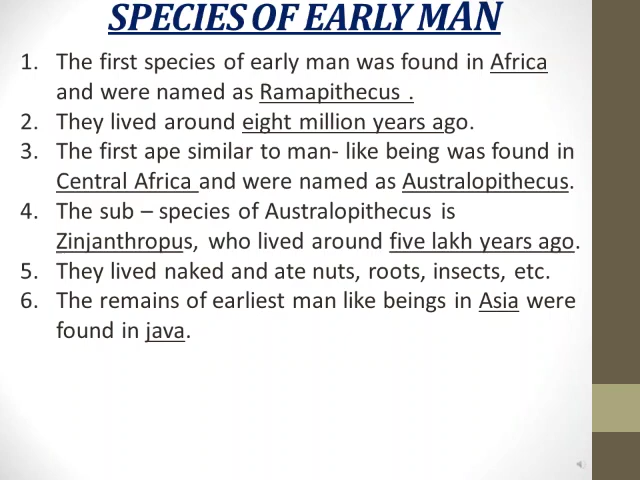 SPECIES OF EARLY MAN
1. The first species of early man was found in Africa
and were named as Ramapithecus .
2. They lived around eight million years ago.
3. The first ape similar to man- like being was found in
Central Africa and were named as Australopithecus.
4. The sub – species of Australopithecus is
Zinjanthropus, who lived around five lakh years ago.
5. They lived naked and ate nuts, roots, insects, etc.
6. The remains of earliest man like beings in Asia were
found in java.